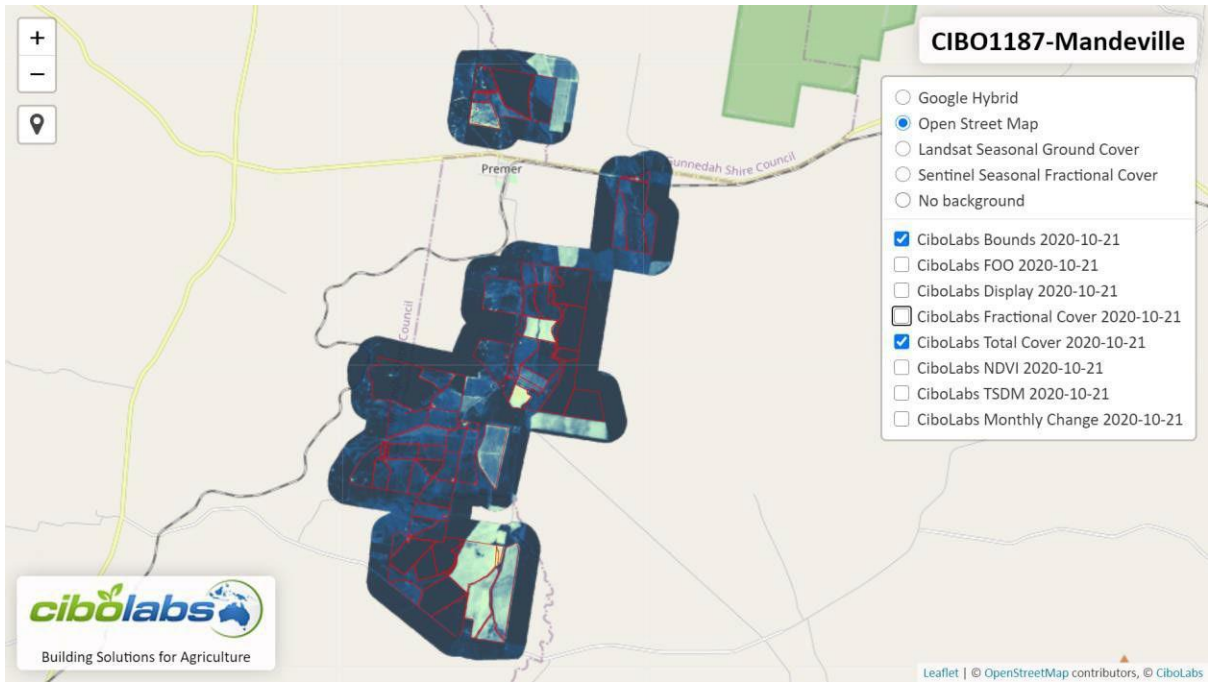 +
−
CIBO1187-Mandeville
Google Hybrid
Open Street Map
Landsat Seasonal Ground Cover
Sentinel Seasonal Fractional Cover
No background
CiboLabs Bounds 2020-10-21
CiboLabs FOO 2020-10-21
CiboLabs Display 2020-10-21
CiboLabs Fractional Cover 2020-10-21
CiboLabs Total Cover 2020-10-21
CiboLabs NDVI 2020-10-21
CiboLabs TSDM 2020-10-21
CiboLabs Monthly Change 2020-10-21
Gunnedah Shire Council
Premer
Council
cibolabs
Building Solutions for Agriculture
Leaflet | © OpenStreetMap contributors, © CiboLabs